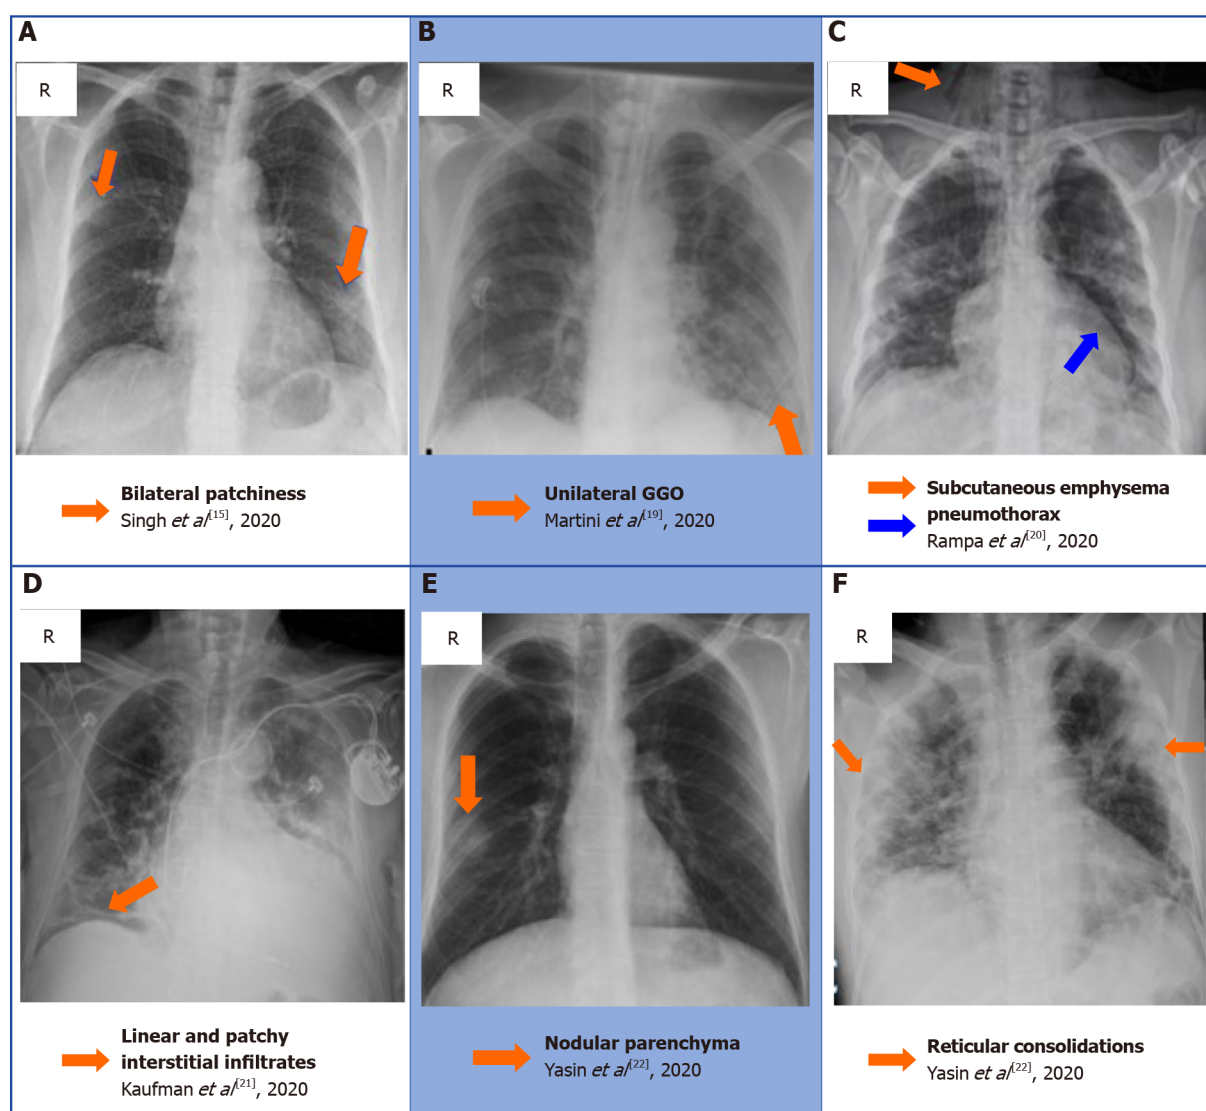 A
B
C
R
R
R
Bilateral patchiness
Singh et al[15], 2020
Unilateral GGO
Martini et al[19], 2020
Subcutaneous emphysema
pneumothorax
Rampa et al[20], 2020
D
E
F
R
R
R
Linear and patchy
interstitial infiltrates
Kaufman et al[21], 2020
Nodular parenchyma
Yasin et al[22], 2020
Reticular consolidations
Yasin et al[22], 2020